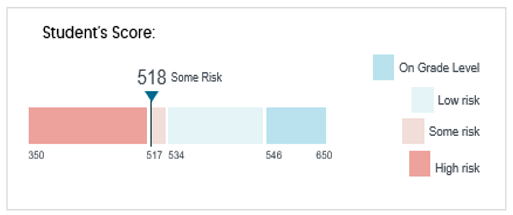 Student's Score:
518 Some Risk
350 517 534 546 650
On Grade Level
Low risk
Some risk
High risk